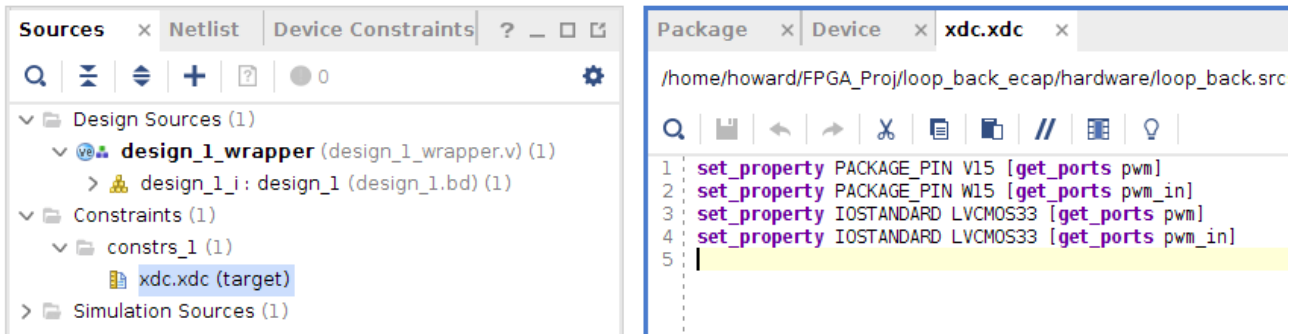 Sources × Netlist Device Constraints ? _ □
0
Design Sources (1)
design_1_wrapper (design_1_wrapper.v) (1)
design_1_i : design_1 (design_1.bd) (1)
Constraints (1)
constrs_1 (1)
xdc.xdc (target)
Simulation Sources (1)
Package × Device × xdc.xdc ×
/home/howard/FPGA_Proj/loop_back_ecap/hardware/loop_back.src
1 set_property PACKAGE_PIN V15 [get_ports pwm]
2 set_property PACKAGE_PIN W15 [get_ports pwm_in]
3 set_property IOSTANDARD LVCMOS33 [get_ports pwm]
4 set_property IOSTANDARD LVCMOS33 [get_ports pwm_in]
5